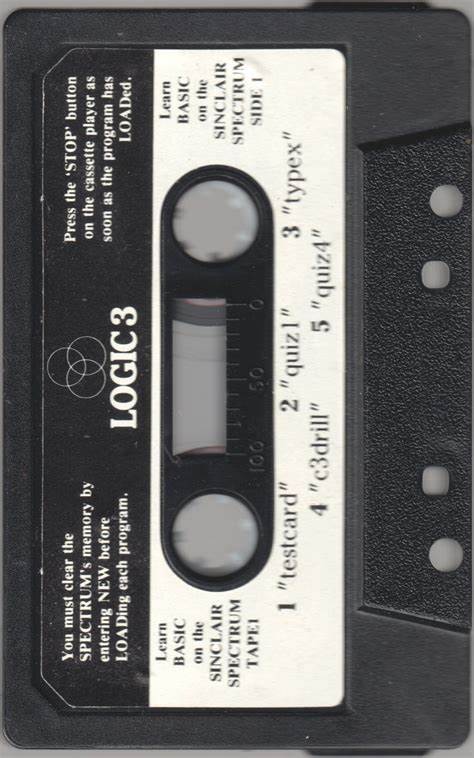 You must clear the
SPECTRUM's memory by
entering NEW before
LOADing each program.
LOGIC 3
Press the 'STOP' button
on the cassette player as
soon as the program has
LOADed.
Learn
BASIC
on the
SINCLAIR
SPECTRUM
TAPE1
Learn
BASIC
on the
SINCLAIR
SPECTRUM
SIDE 1
100 50 0
1 "testcard" 2 "quiz1" 3 "typex"
4 "c3drill" 5 "quiz4"